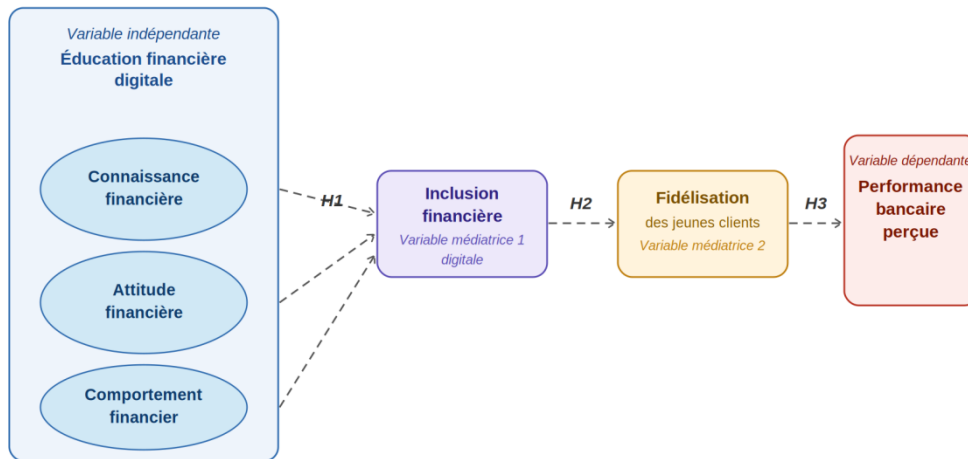 Variable indépendante
Éducation financière
digitale
Connaissance
financière
Attitude
financière
Comportement
financier
H1
Inclusion
financière
Variable médiatrice 1
digitale
H2
Fidélisation
des jeunes clients
Variable médiatrice 2
H3
Variable dépendante
Performance
bancaire
perçue